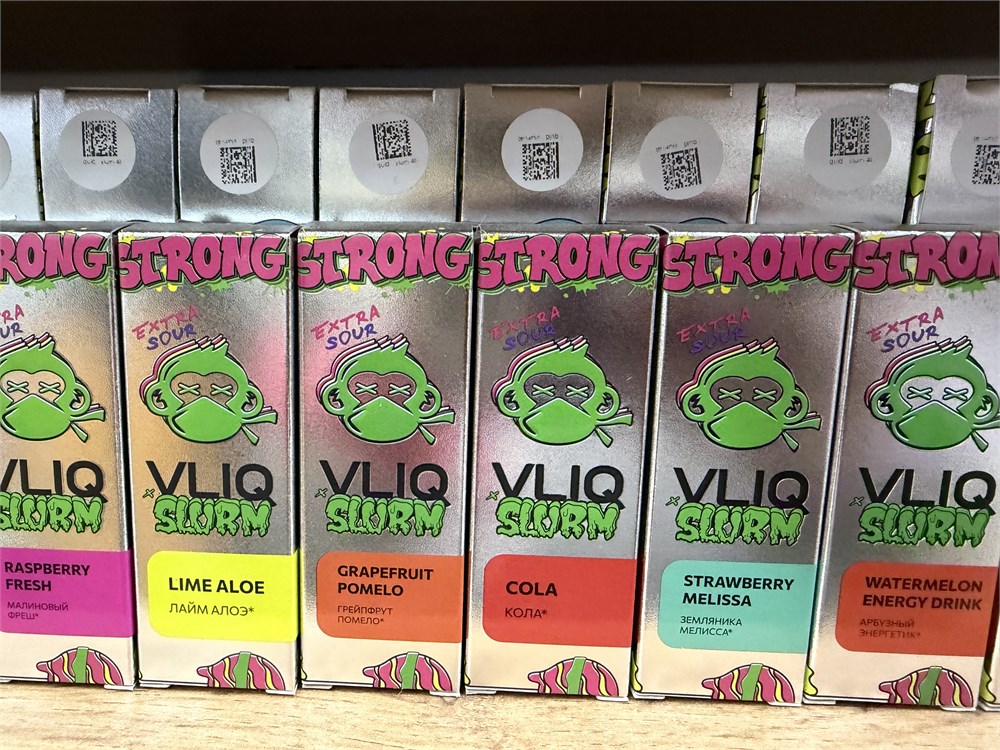 STRONG
EXTRA
SOUR
VLIQ
SLURM
RASPBERRY
FRESH
МАЛИНОВЫЙ
ФРЕШ*
STRONG
EXTRA
SOUR
VLIQ
x SLURM
LIME ALOE
ЛАЙМ АЛОЭ*
STRONG
EXTRA
SOUR
VLIQ
x SLURM
GRAPEFRUIT
POMELO
ГРЕЙПФРУТ
ПОМЕЛО*
STRONG
EXTRA
SOUR
VLIQ
x SLURM
COLA
КОЛА*
STRONG
EXTRA
SOUR
VLIQ
x SLURM
STRAWBERRY
MELISSA
ЗЕМЛЯНИКА
МЕЛИССА*
STRONG
EXTRA
SOUR
VLIQ
x SLURM
WATERMELON
ENERGY DRINK
АРБУЗНЫЙ
ЭНЕРГЕТИК*